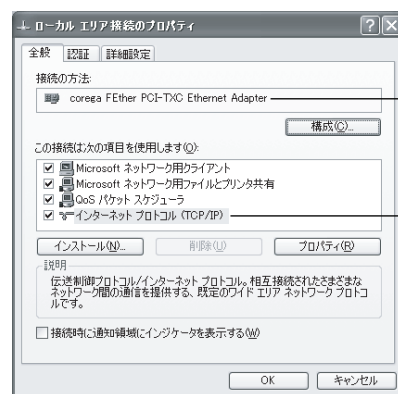 ローカル エリア接続のプロパティ
全般 認証 詳細設定
接続の方法:
corega FEther PCI-TXC Ethernet Adapter
構成(C)...
この接続は次の項目を使用します(O):
Microsoft ネットワーク用クライアント
Microsoft ネットワーク用ファイルとプリンタ共有
QoS パケット スケジューラ
インターネット プロトコル (TCP/IP)
インストール(N)... 削除(U) プロパティ(R)
説明
伝送制御プロトコル/インターネット プロトコル。相互接続されたさまざまな
ネットワーク間の通信を提供する、既定のワイド エリア ネットワーク プロトコ
ルです。
接続時に通知領域にインジケータを表示する(W)
OK キャンセル